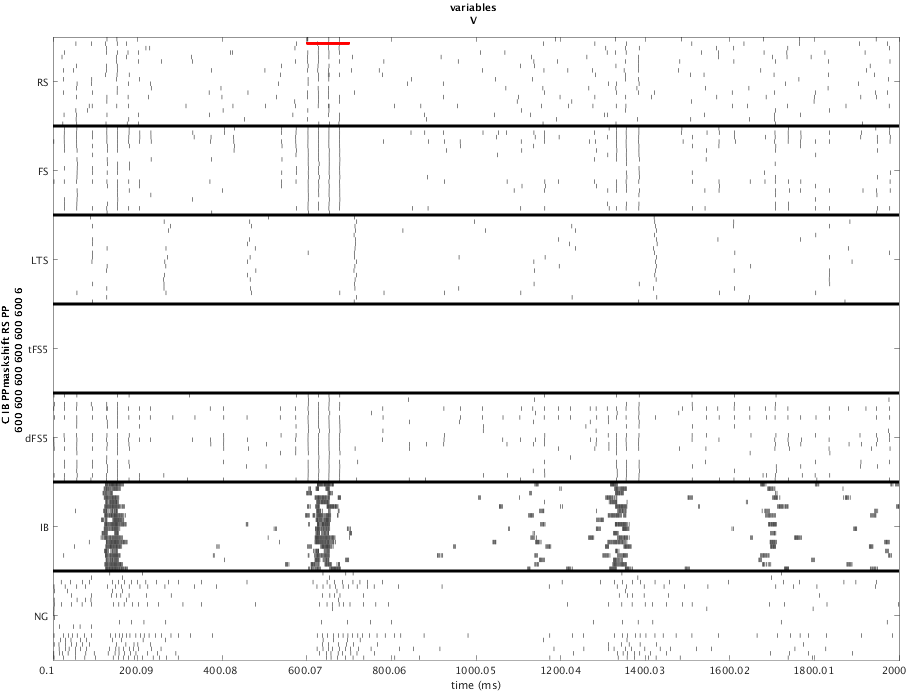 variables
V
RS
FS
LTS
tFS5
dFS5
IB
NG
C IB PPmaskshift RS PP
600 600 600 600 600 600 6
0.1 200.09 400.08 600.07 800.06 1000.05 1200.04 1400.03 1600.02 1800.01 2000
time (ms)